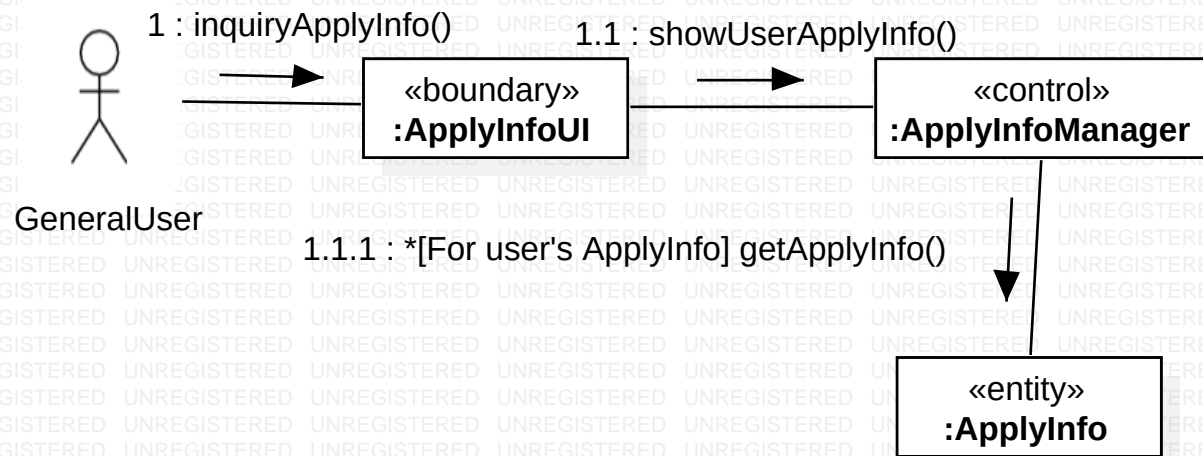 1 : inquiryApplyInfo()
1.1 : showUserApplyInfo()
«boundary»
:ApplyInfoUI
«control»
:ApplyInfoManager
GeneralUser
1.1.1 : *[For user's ApplyInfo] getApplyInfo()
«entity»
:ApplyInfo
UNREGISTERED